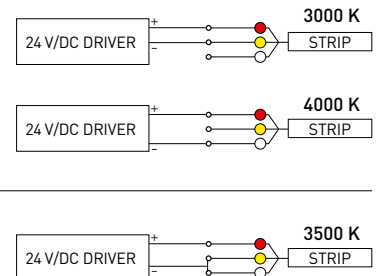 3000 K
+
24 V/DC DRIVER
STRIP
–
4000 K
+
24 V/DC DRIVER
STRIP
–
3500 K
+
24 V/DC DRIVER
STRIP
–